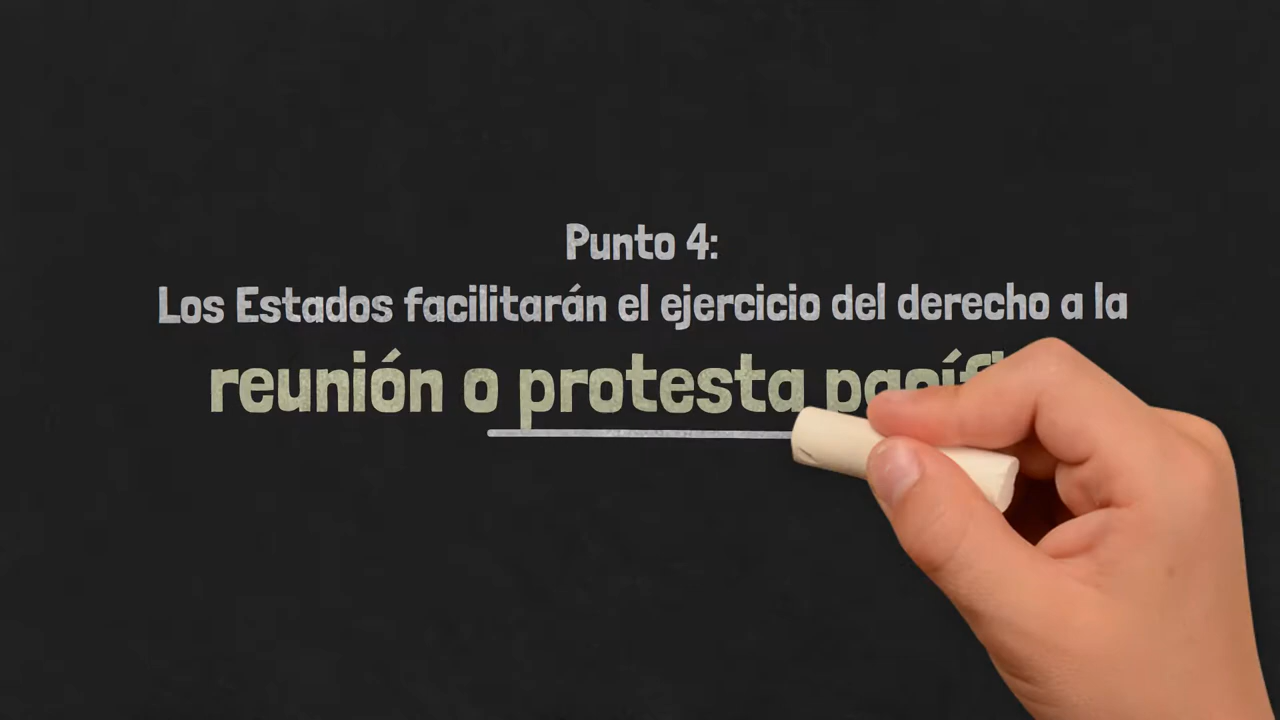 Punto 4:
Los Estados facilitarán el ejercicio del derecho a la
reunión o protesta